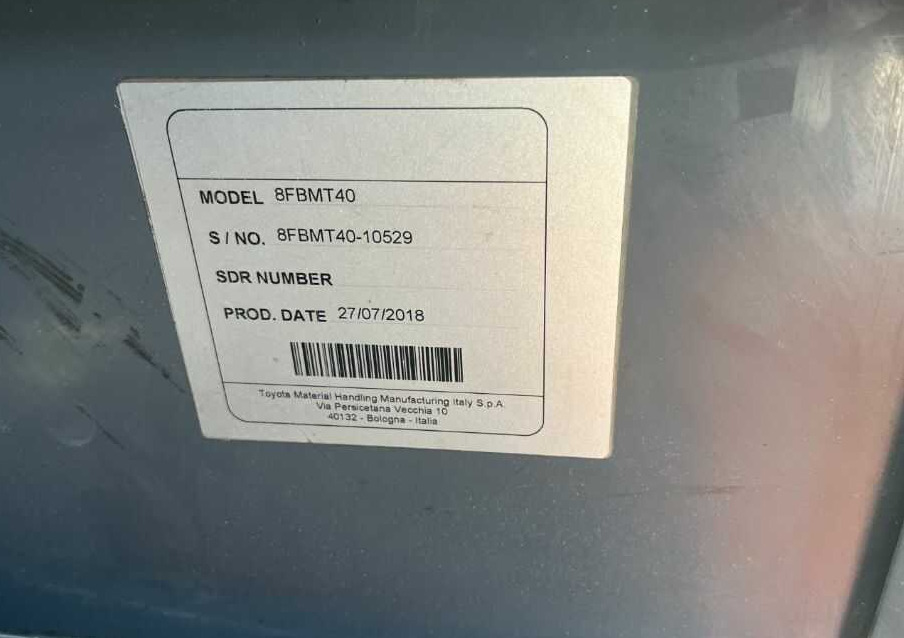 MODEL 8FBMT40
S / NO. 8FBMT40-10529
SDR NUMBER
PROD. DATE 27/07/2018
Toyota Material Handling Manufacturing Italy S.p.A.
Via Persicetana Vecchia 10
40132 - Bologna - Italia